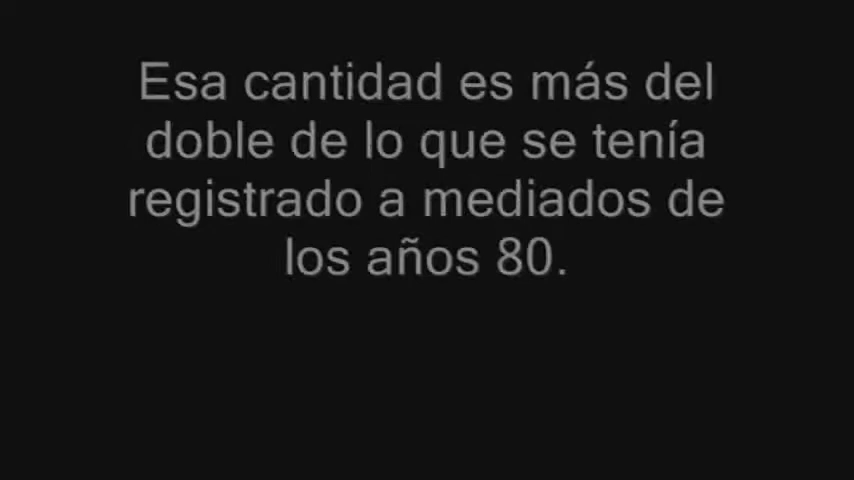 Esa cantidad es más del
doble de lo que se tenía
registrado a mediados de
los años 80.